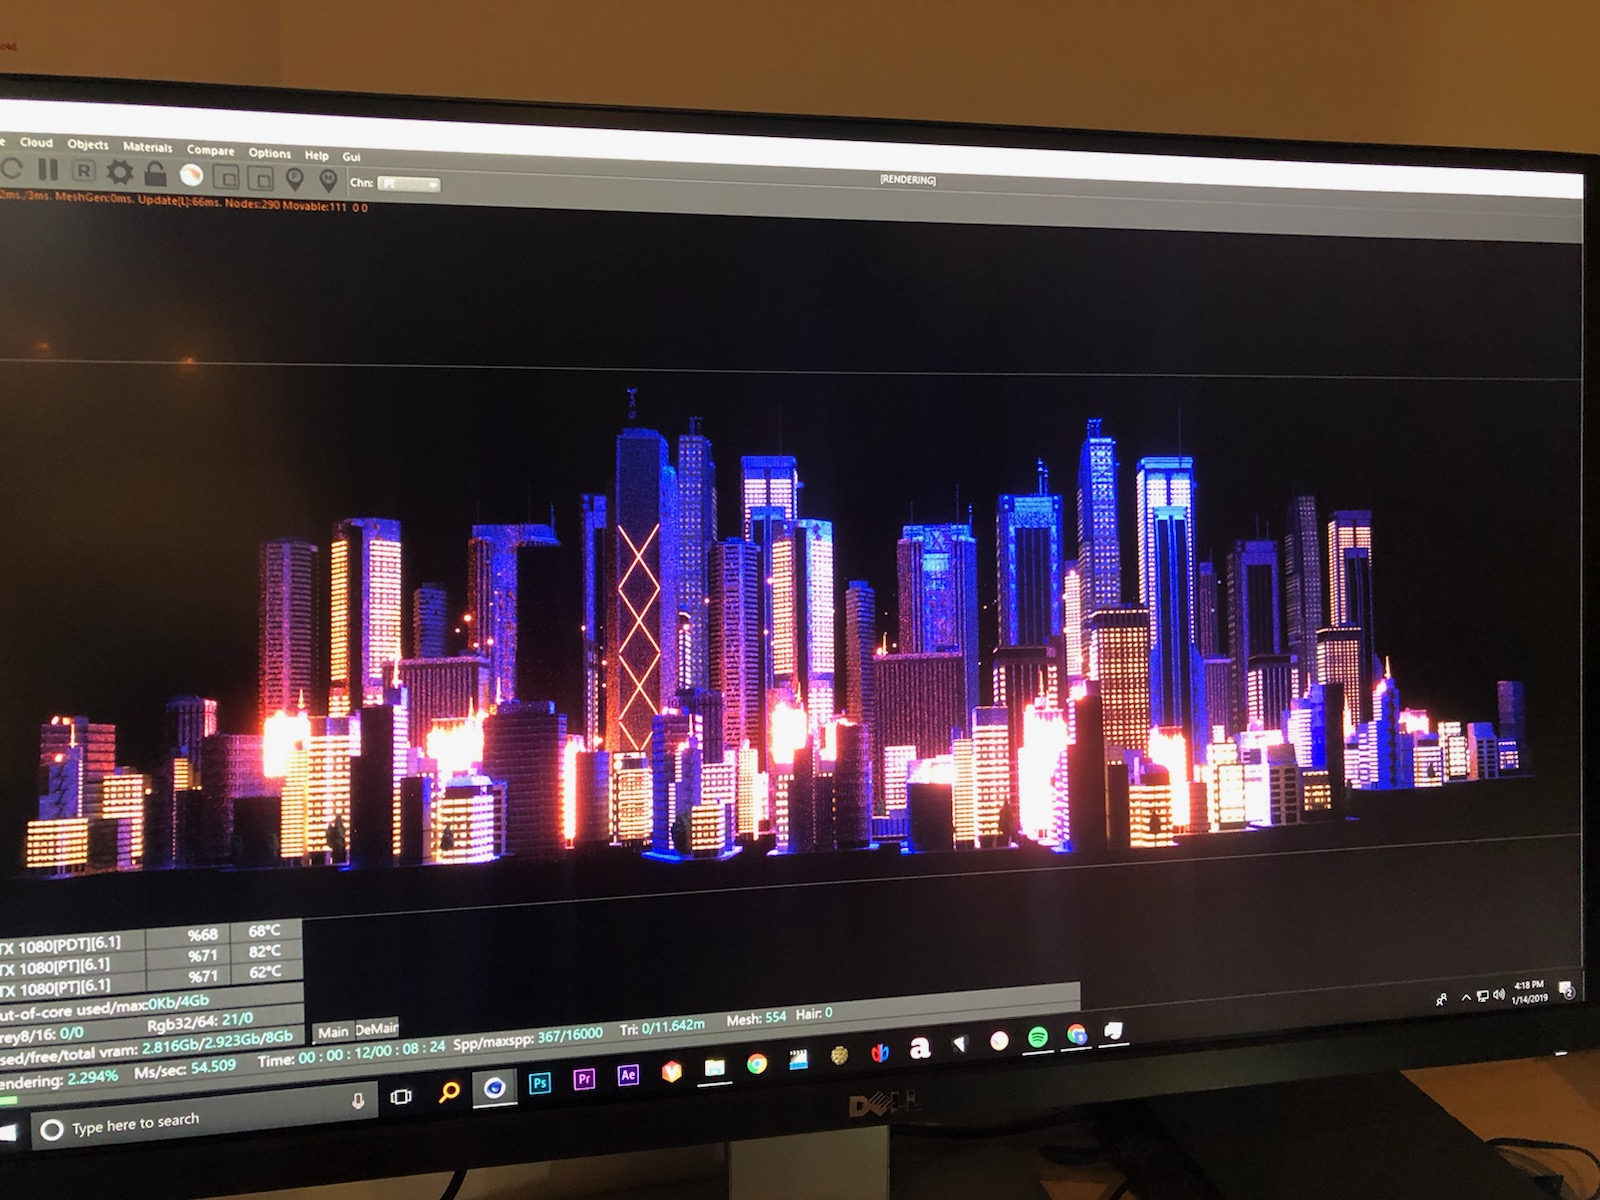 c4d
e Cloud Objects Materials Compare Options Help Gui
R
F
M
Chn:
[RENDERING]
2ms./3ms. MeshGen:0ms. Update[L]:66ms. Nodes:290 Movable:111 0 0
TX 1080[PDT][6.1] %68 68°C
TX 1080[PT][6.1] %71 82°C
TX 1080[PT][6.1] %71 62°C
ut-of-core used/max:0Kb/4Gb
rey8/16: 0/0 Rgb32/64: 21/0
sed/free/total vram: 2.816Gb/2.923Gb/8Gb
Main DeMain
endering: 2.294% Ms/sec: 54.509 Time: 00 : 00 : 12/00 : 08 : 24 Spp/maxspp: 367/16000 Tri: 0/11.642m Mesh: 554 Hair: 0
4:18 PM
1/14/2019
2
Type here to search
Ps
Pr
Ae
a
DELL